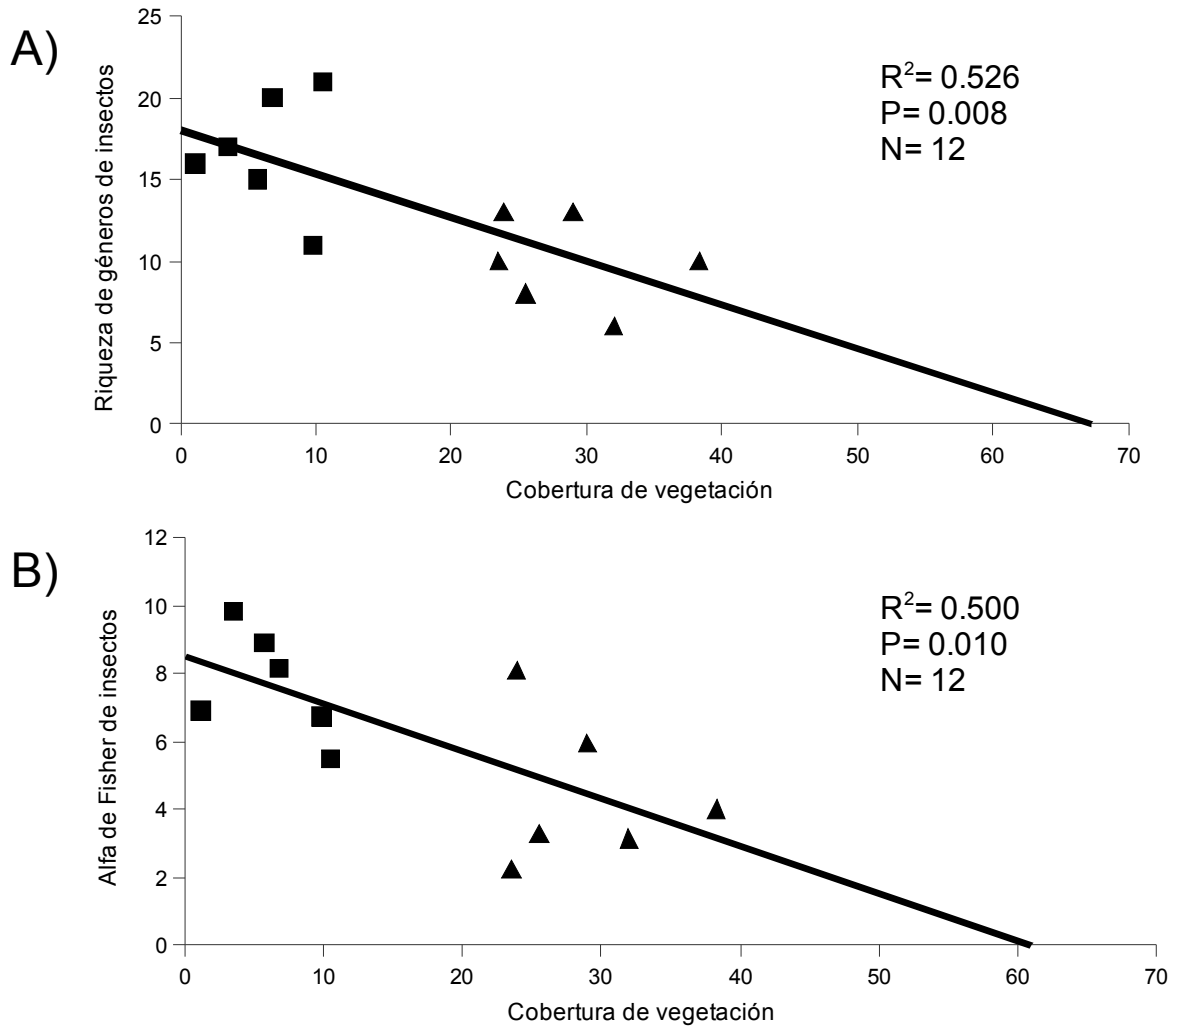 A)
Riqueza de géneros de insectos
25
20
15
10
5
0
R²= 0.526
P= 0.008
N= 12
0 10 20 30 40 50 60 70
Cobertura de vegetación
B)
Alfa de Fisher de insectos
12
10
8
6
4
2
0
R²= 0.500
P= 0.010
N= 12
0 10 20 30 40 50 60 70
Cobertura de vegetación